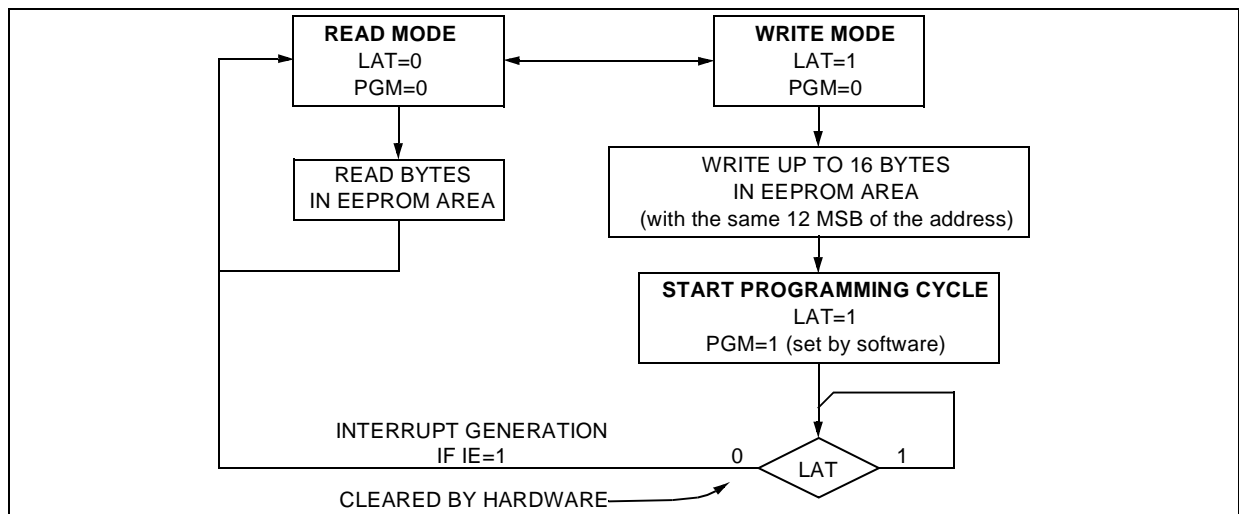 READ MODE
LAT=0
PGM=0
WRITE MODE
LAT=1
PGM=0
READ BYTES
IN EEPROM AREA
WRITE UP TO 16 BYTES
IN EEPROM AREA
(with the same 12 MSB of the address)
START PROGRAMMING CYCLE
LAT=1
PGM=1 (set by software)
INTERRUPT GENERATION
IF IE=1
0
LAT
1
CLEARED BY HARDWARE